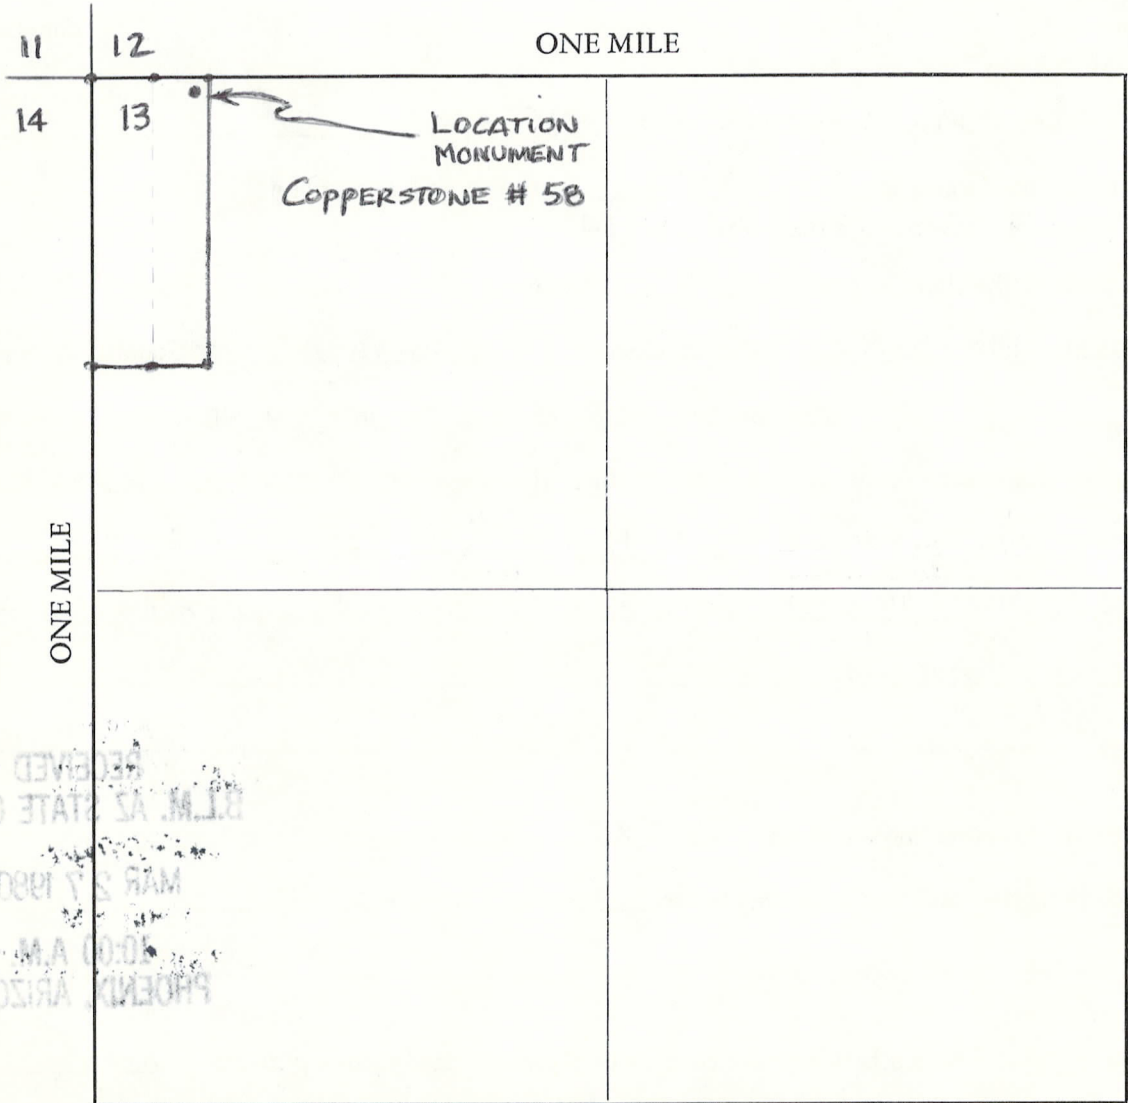 11 12 ONE MILE
14 13
LOCATION
MONUMENT
COPPERSTONE # 58
ONE MILE
RECEIVED
B.L.M. AZ STATE
MAR 27 1980
10:00 A.M.
PHOENIX, ARIZO